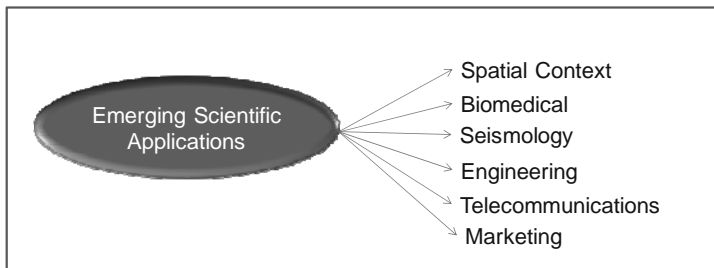 Emerging Scientific
Applications
Spatial Context
Biomedical
Seismology
Engineering
Telecommunications
Marketing